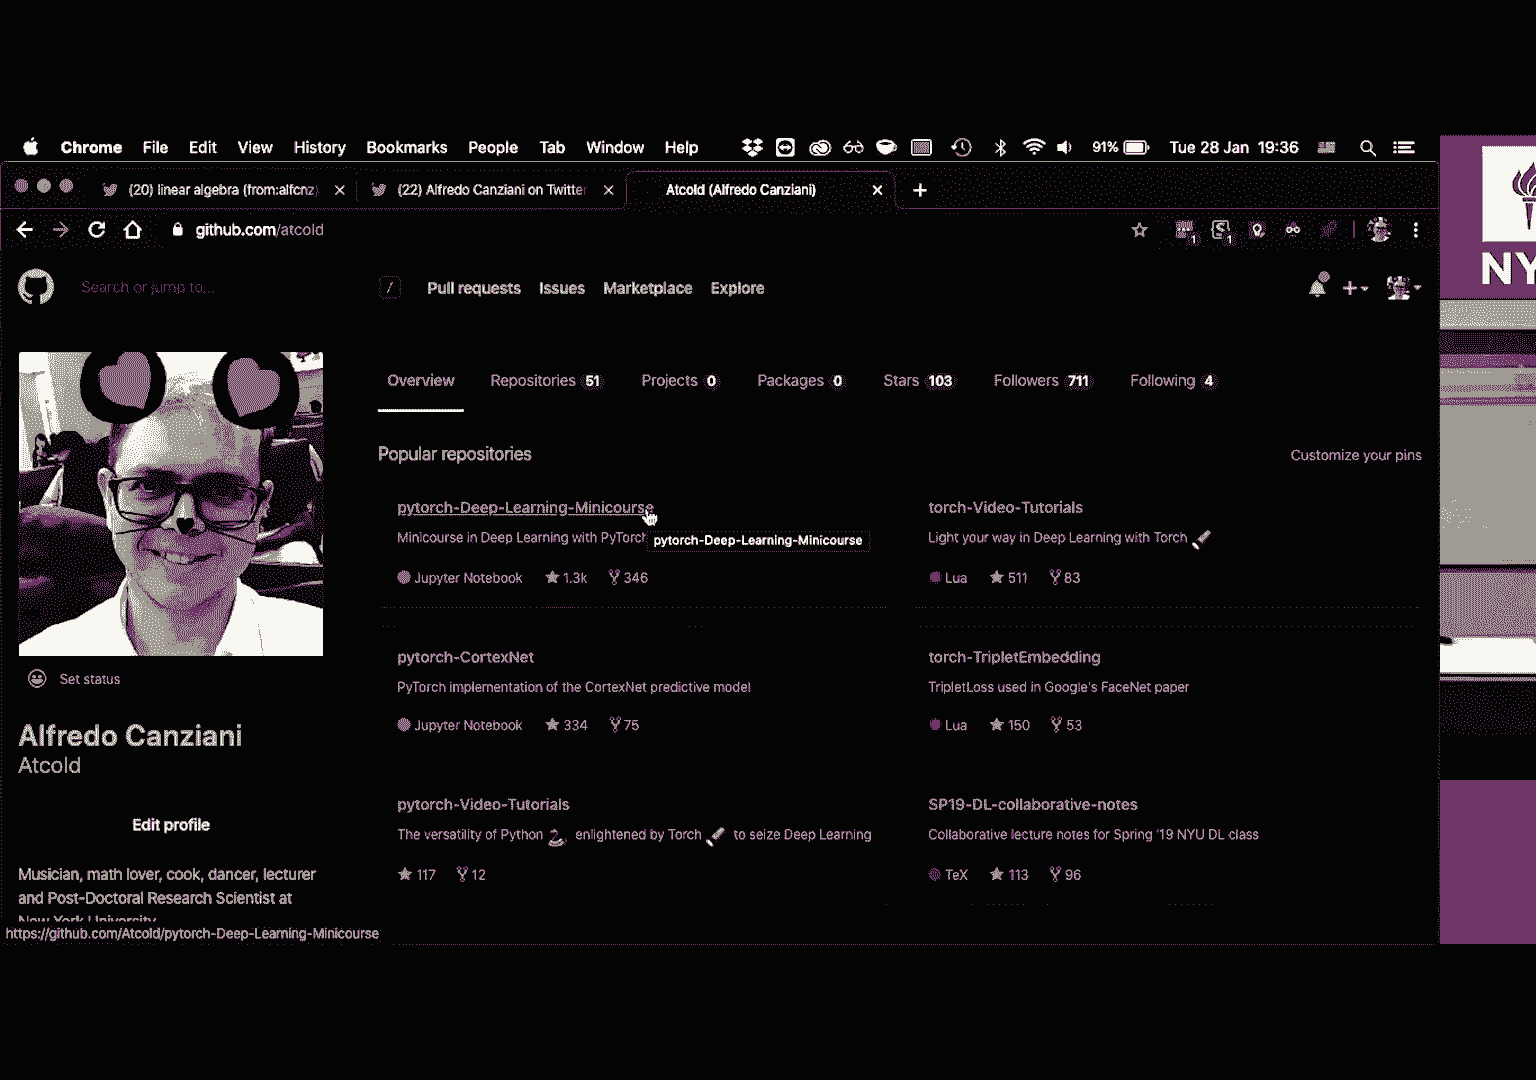 Chrome File Edit View History Bookmarks People Tab Window Help 91% Tue 28 Jan 19:36
(20) linear algebra (from:alfcnz) (22) Alfredo Canziani on Twitter Atcold (Alfredo Canziani)
github.com/atcold
NY
Search or jump to... / Pull requests Issues Marketplace Explore
Overview Repositories 51 Projects 0 Packages 0 Stars 103 Followers 711 Following 4
Popular repositories Customize your pins
pytorch-Deep-Learning-Minicourse
Minicourse in Deep Learning with PyTorch
pytorch-Deep-Learning-Minicourse
Jupyter Notebook 1.3k 346
torch-Video-Tutorials
Light your way in Deep Learning with Torch
Lua 511 83
pytorch-CortexNet
PyTorch implementation of the CortexNet predictive model
Jupyter Notebook 334 75
torch-TripletEmbedding
TripletLoss used in Google's FaceNet paper
Lua 150 53
pytorch-Video-Tutorials
The versatility of Python enlightened by Torch to seize Deep Learning
117 12
SP19-DL-collaborative-notes
Collaborative lecture notes for Spring '19 NYU DL class
TeX 113 96
Set status
Alfredo Canziani
Atcold
Edit profile
Musician, math lover, cook, dancer, lecturer
and Post-Doctoral Research Scientist at
New York University
https://github.com/Atcold/pytorch-Deep-Learning-Minicourse